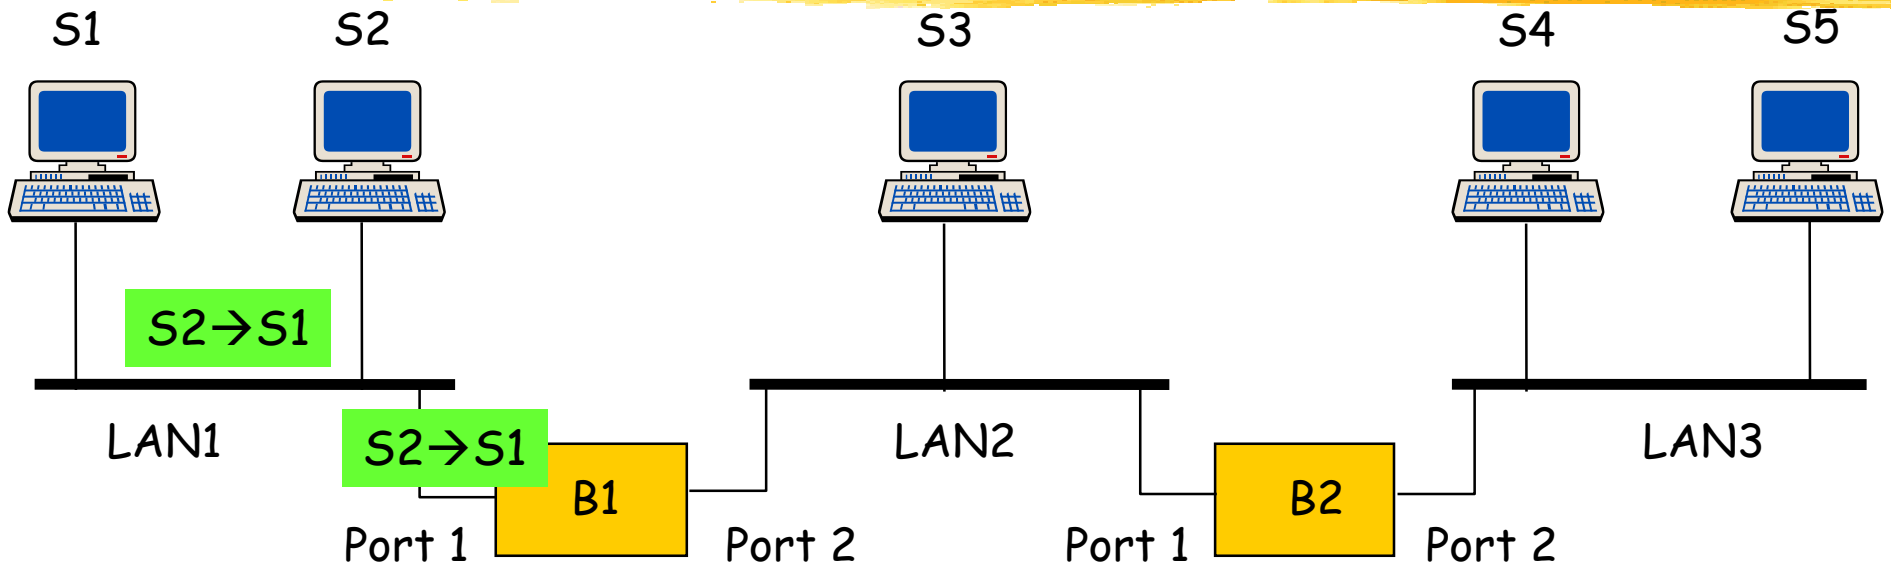 S1 S2 S3 S4 S5
S2→S1
LAN1 S2→S1 LAN2 LAN3
B1 B2
Port 1 Port 2 Port 1 Port 2